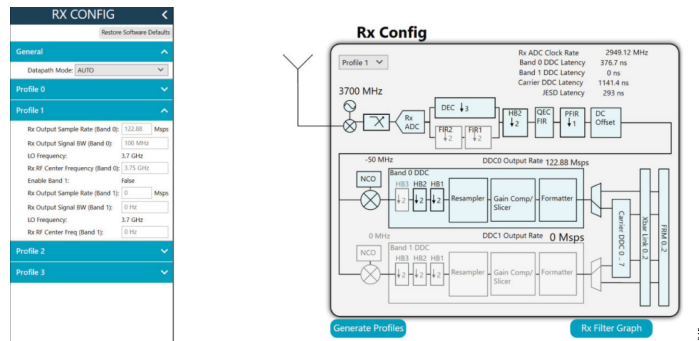 RX CONFIG
Restore Software Defaults
General
Datapath Mode: AUTO
Profile 0
Profile 1
Rx Output Sample Rate (Band 0): 122.88 Msps
Rx Output Signal BW (Band 0): 100 MHz
LO Frequency: 3.7 GHz
Rx RF Center Frequency (Band 0): 3.75 GHz
Enable Band 1: False
Rx Output Sample Rate (Band 1): 0 Msps
Rx Output Signal BW (Band 1): 0 Hz
LO Frequency: 3.7 GHz
Rx RF Center Freq (Band 1): 0 Hz
Profile 2
Profile 3
Rx Config
Profile 1
Rx ADC Clock Rate 2949.12 MHz
Band 0 DDC Latency 376.7 ns
Band 1 DDC Latency 0 ns
Carrier DDC Latency 1141.4 ns
JESD Latency 293 ns
3700 MHz
Rx ADC
DEC ↓3
FIR2 ↓2
FIR1 ↓2
HB2 ↓2
QEC FIR
PFIR ↓1
DC Offset
-50 MHz
DDC0 Output Rate 122.88 Msps
NCO
Band 0 DDC
HB3 HB2 HB1
↓2 ↓2 ↓2
Resampler
Gain Comp/ Slicer
Formatter
0 MHz
DDC1 Output Rate 0 Msps
NCO
Band 1 DDC
HB3 HB2 HB1
↓2 ↓2 ↓2
Resampler
Gain Comp/ Slicer
Formatter
Carrier DDC 0 .. 7
Xbar Link 0..2
FRM 0..2
Generate Profiles
Rx Filter Graph